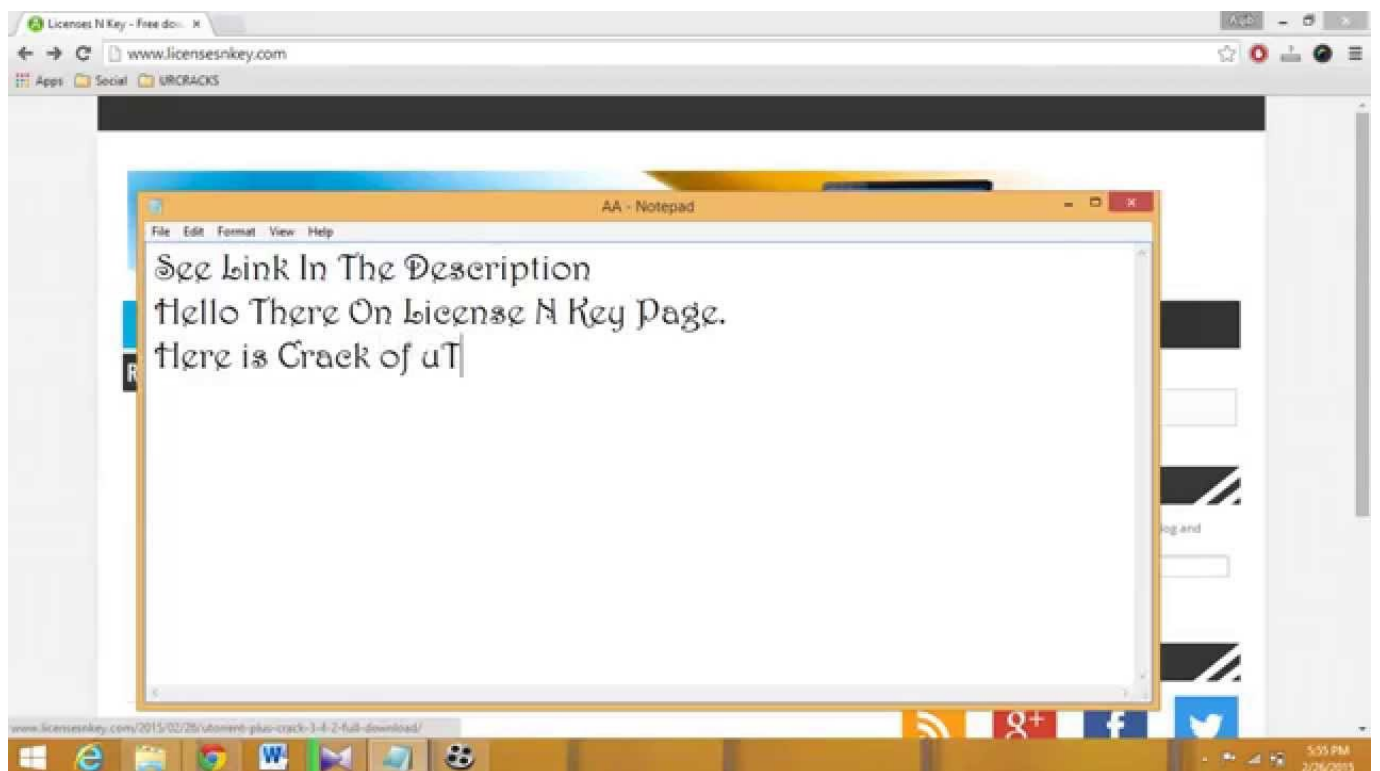 Licenses N Key - Free do
www.licensesnkey.com
Apps Social URCRACKS
AA - Notepad
File Edit Format View Help
See Link In The Description
Hello There On License N Key Page.
Here is Crack of uT
R
log and
www.licensesnkey.com/2015/02/26/utorrent-plus-crack-3-4-2-full-download/
5:55 PM
2/26/2015